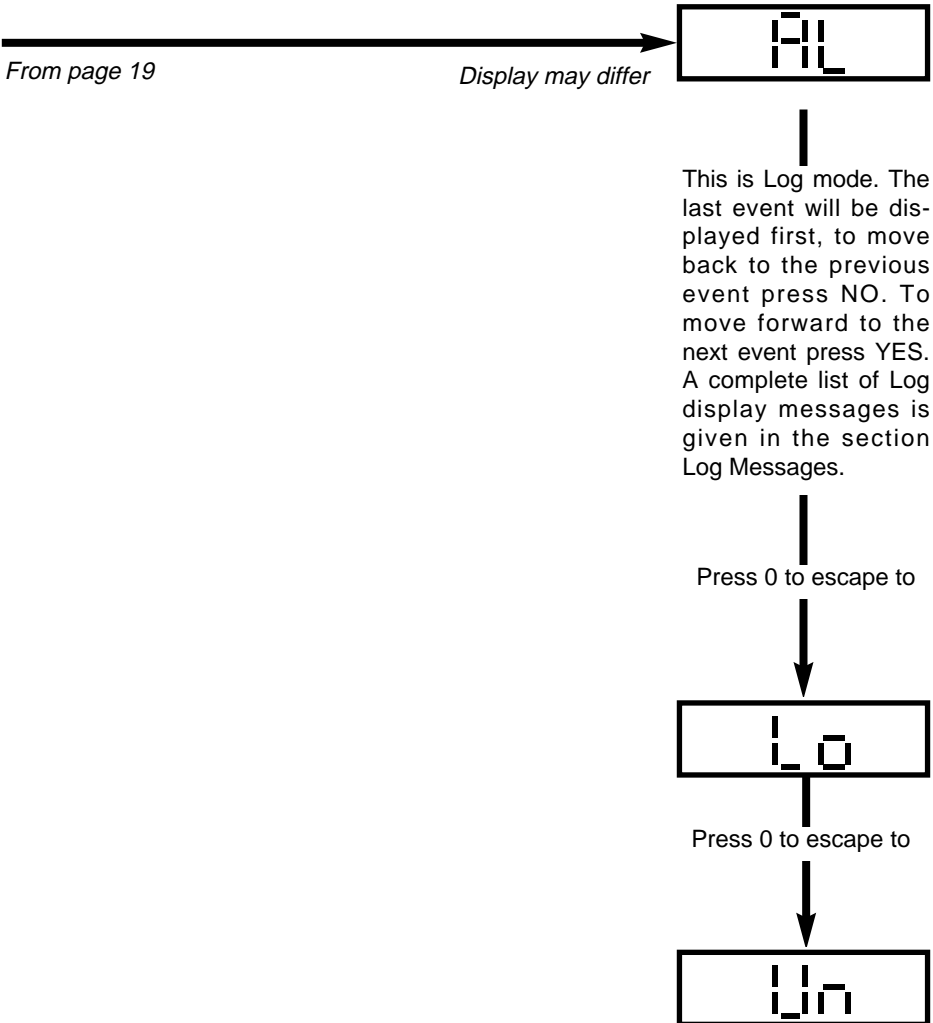 AL
From page 19
Display may differ
This is Log mode. The
last event will be dis-
played first, to move
back to the previous
event press NO. To
move forward to the
next event press YES.
A complete list of Log
display messages is
given in the section
Log Messages.
Press 0 to escape to
Lo
Press 0 to escape to
Un